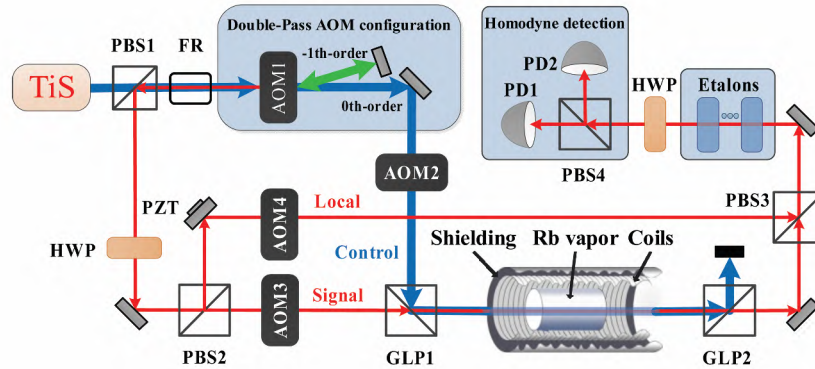 Double-Pass AOM configuration
Homodyne detection
PBS1
FR
-1th-order
PD2
TiS
AOM1
PD1
HWP
Etalons
0th-order
PBS4
AOM2
PBS3
PZT
AOM4
Local
HWP
Control
Shielding
Rb vapor
Coils
AOM3
Signal
PBS2
GLP1
GLP2